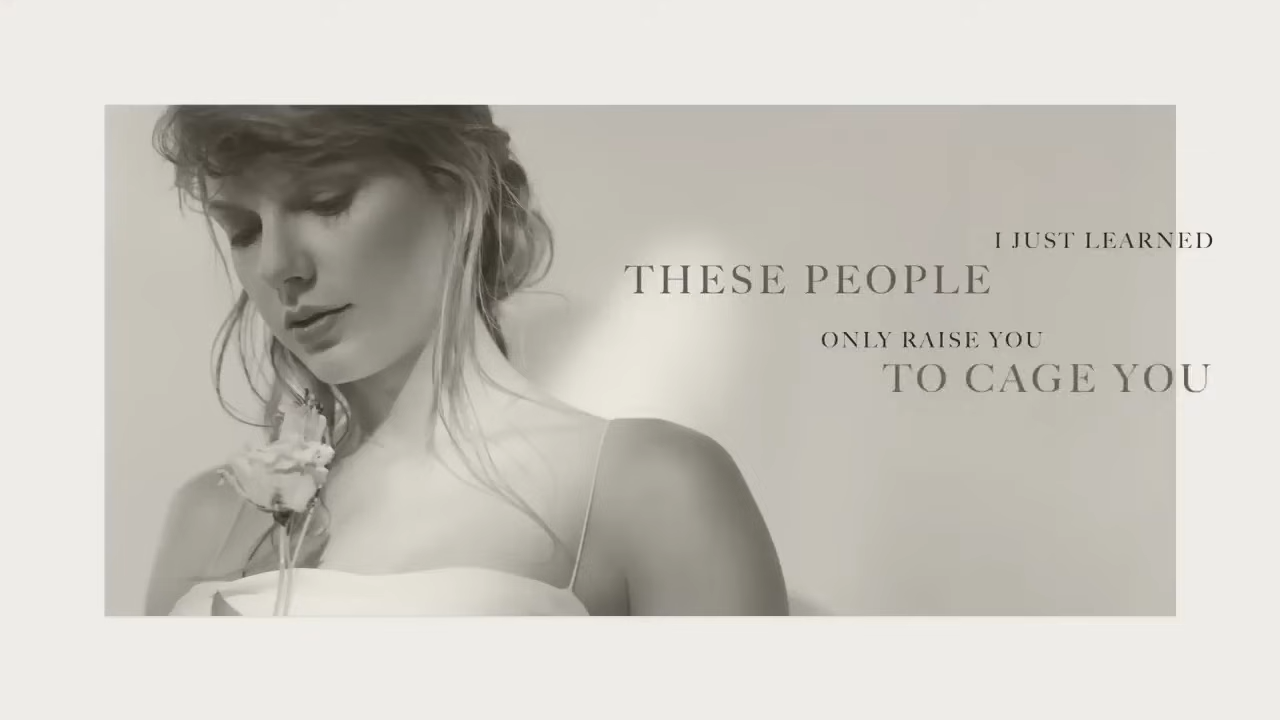 I JUST LEARNED
THESE PEOPLE
ONLY RAISE YOU
TO CAGE YOU